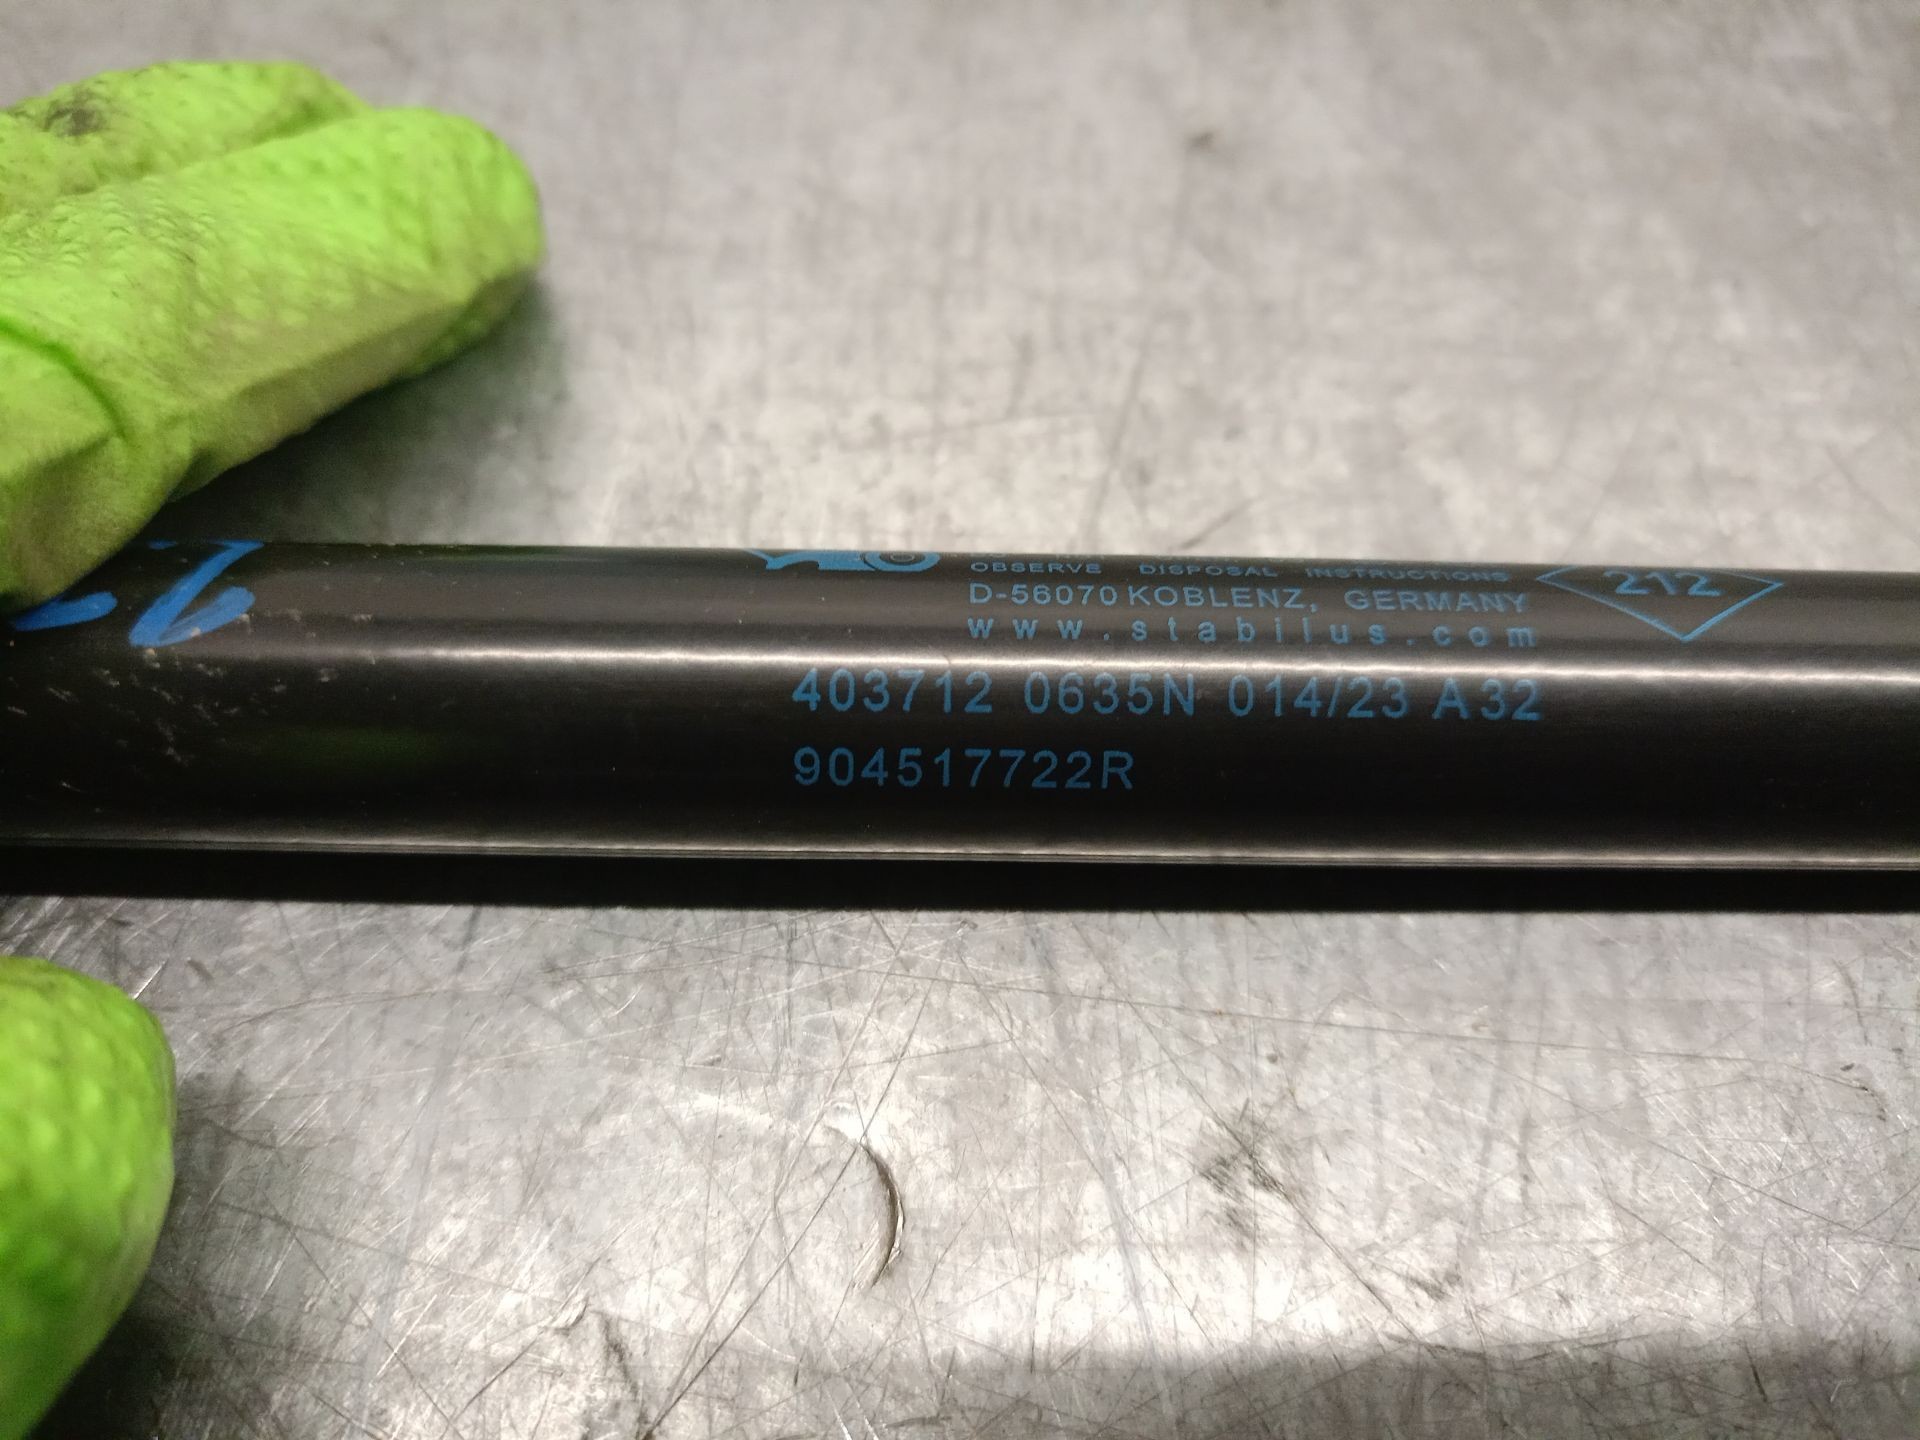 OBSERVE DISPOSAL INSTRUCTIONS
D-56070 KOBLENZ, GERMANY
www.stabilus.com
212
403712 0635N 014/23 A32
904517722R